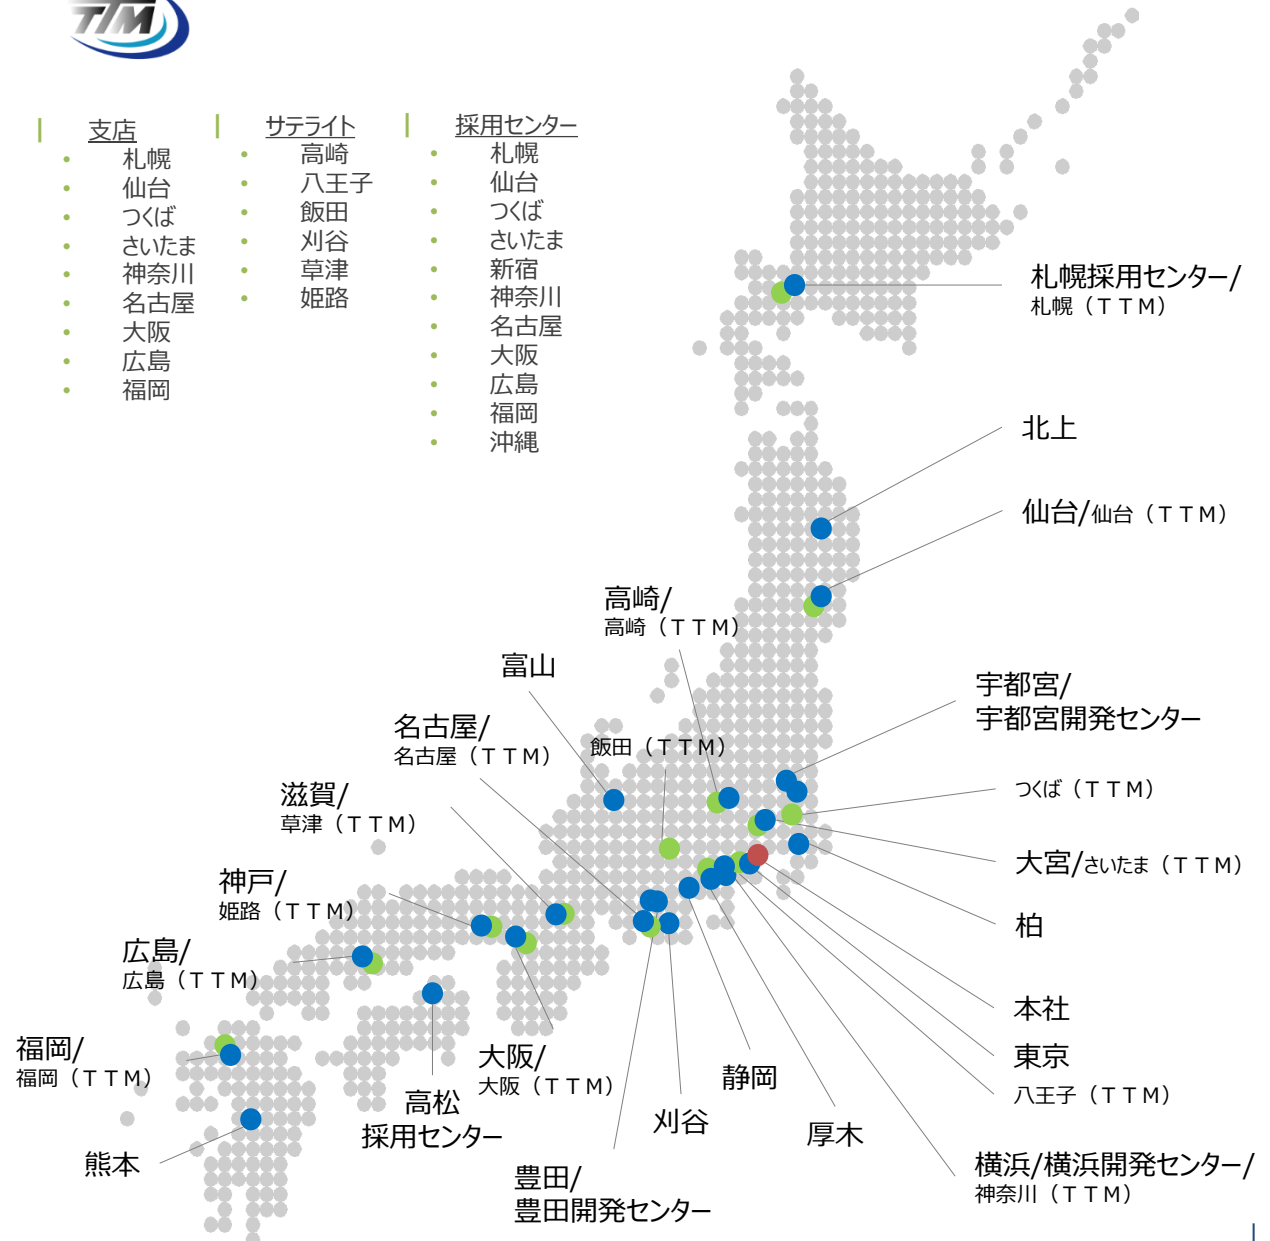 TTM
支店
札幌
仙台
つくば
さいたま
神奈川
名古屋
大阪
広島
福岡
サテライト
高崎
八王子
飯田
刈谷
草津
姫路
採用センター
札幌
仙台
つくば
さいたま
新宿
神奈川
名古屋
大阪
広島
福岡
沖縄
札幌採用センター/
札幌（ＴＴＭ）
北上
仙台/仙台（ＴＴＭ）
高崎/
高崎（ＴＴＭ）
富山
宇都宮/
宇都宮開発センター
名古屋/
名古屋（ＴＴＭ）
飯田（ＴＴＭ）
つくば（ＴＴＭ）
滋賀/
草津（ＴＴＭ）
大宮/さいたま（ＴＴＭ）
神戸/
姫路（ＴＴＭ）
柏
広島/
広島（ＴＴＭ）
本社
福岡/
福岡（ＴＴＭ）
大阪/
大阪（ＴＴＭ）
東京
静岡
八王子（ＴＴＭ）
高松
採用センター
刈谷
厚木
熊本
豊田/
豊田開発センター
横浜/横浜開発センター/
神奈川（ＴＴＭ）